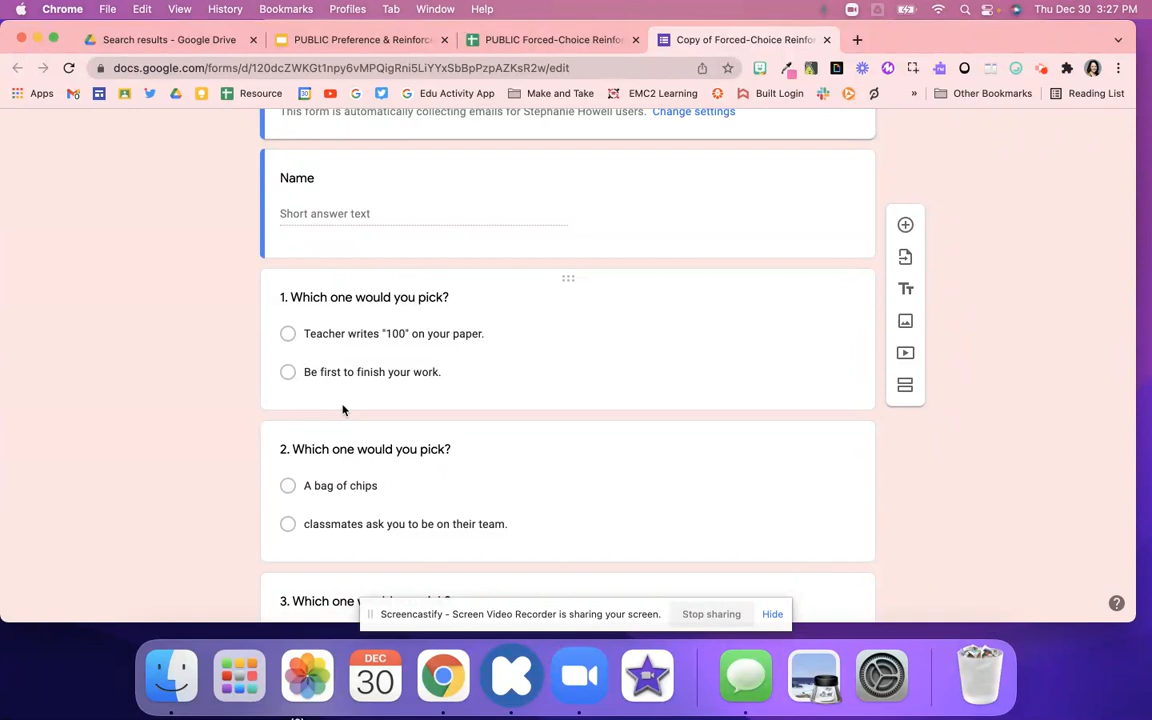 Chrome File Edit View History Bookmarks Profiles Tab Window Help Thu Dec 30 3:27 PM
Search results - Google Drive PUBLIC Preference & Reinforc PUBLIC Forced-Choice Reinfor Copy of Forced-Choice Reinfo
docs.google.com/forms/d/120dcZWKGt1npy6vMPQigRni5LiYYxSbBpPzpAZKsR2w/edit
Apps Resource Edu Activity App Make and Take EMC2 Learning Built Login » Other Bookmarks Reading List
This form is automatically collecting emails for Stephanie Howell users. Change settings
Name
Short answer text
1. Which one would you pick?
Teacher writes "100" on your paper.
Be first to finish your work.
2. Which one would you pick?
A bag of chips
classmates ask you to be on their team.
3. Which one
Screencastify - Screen Video Recorder is sharing your screen. Stop sharing Hide
DEC
30